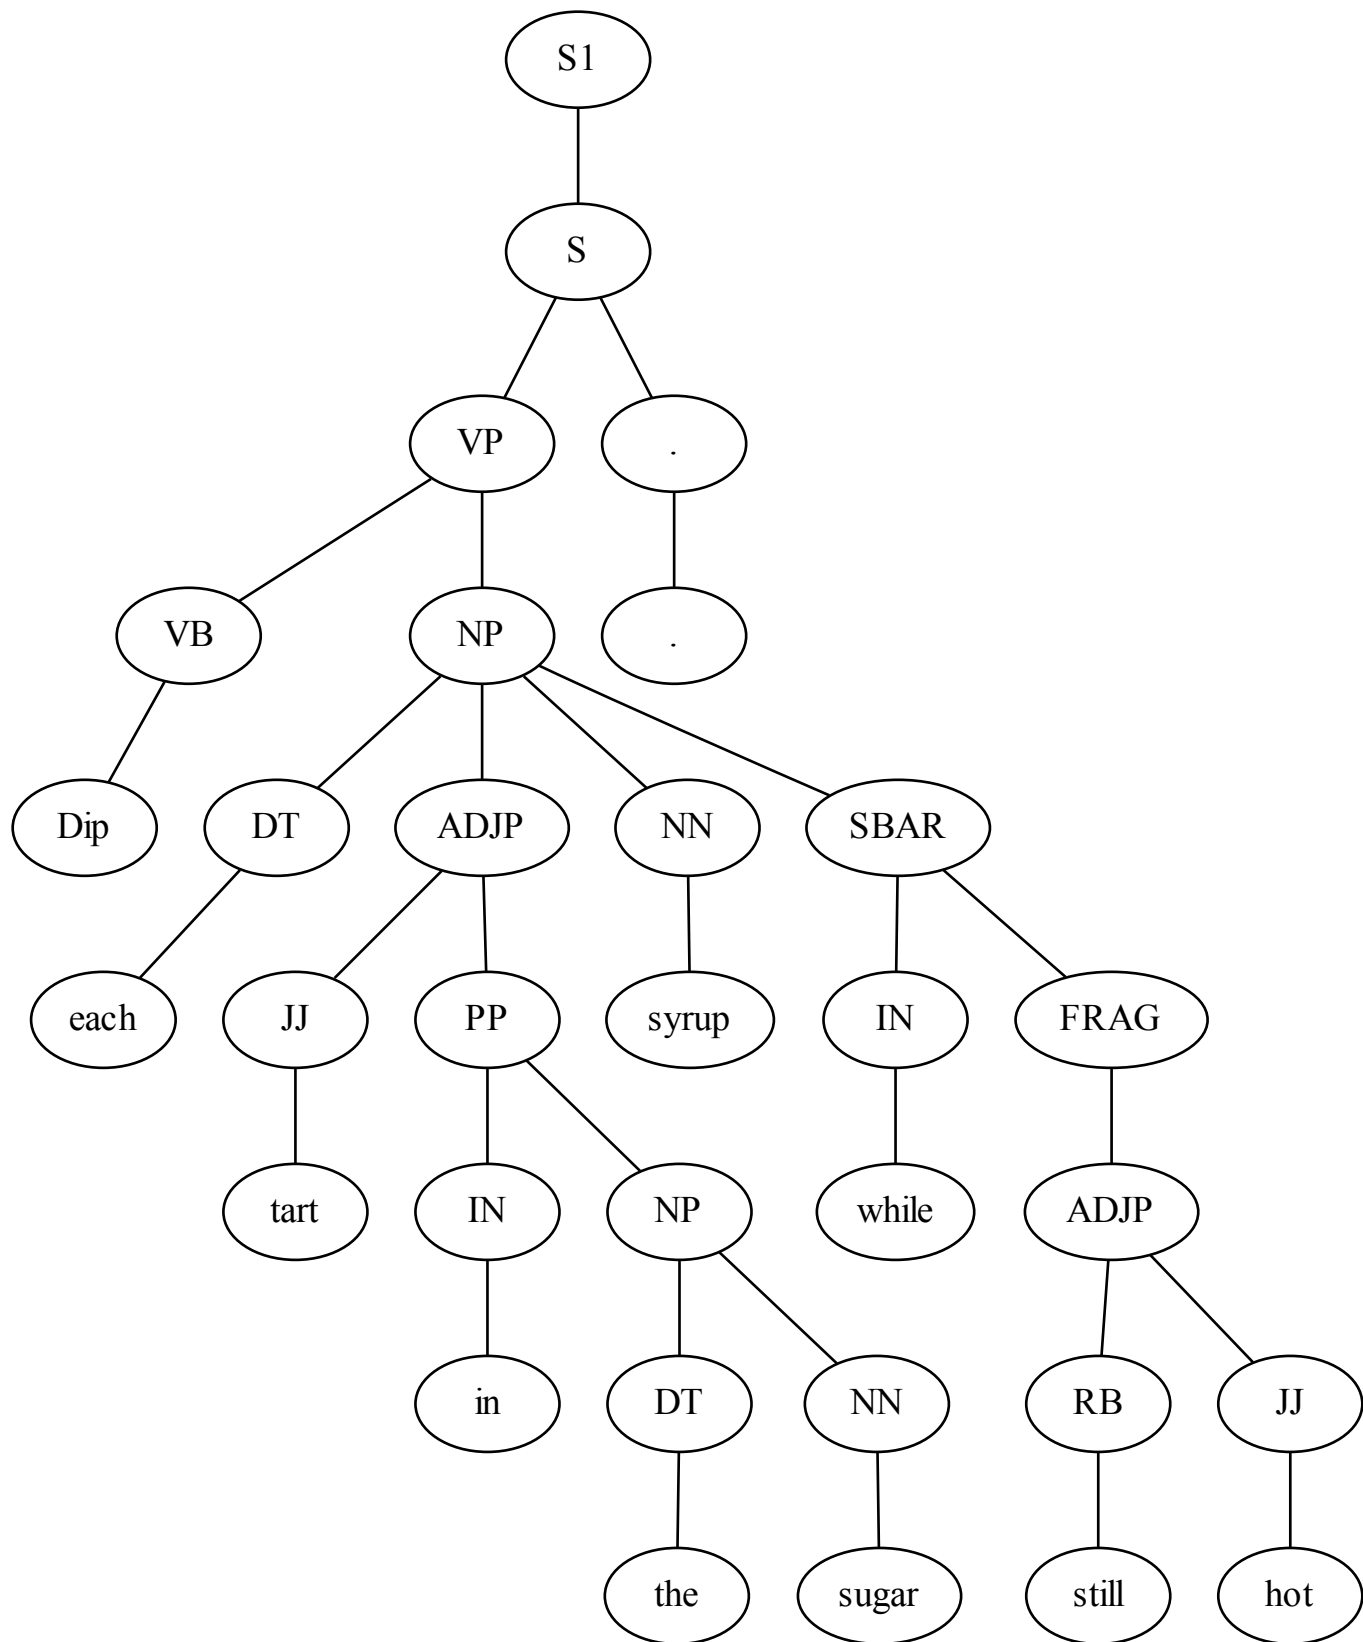 S1
S
VP .
VB NP .
Dip DT ADJP NN SBAR
each JJ PP syrup IN FRAG
tart IN NP while ADJP
in DT NN RB JJ
the sugar still hot